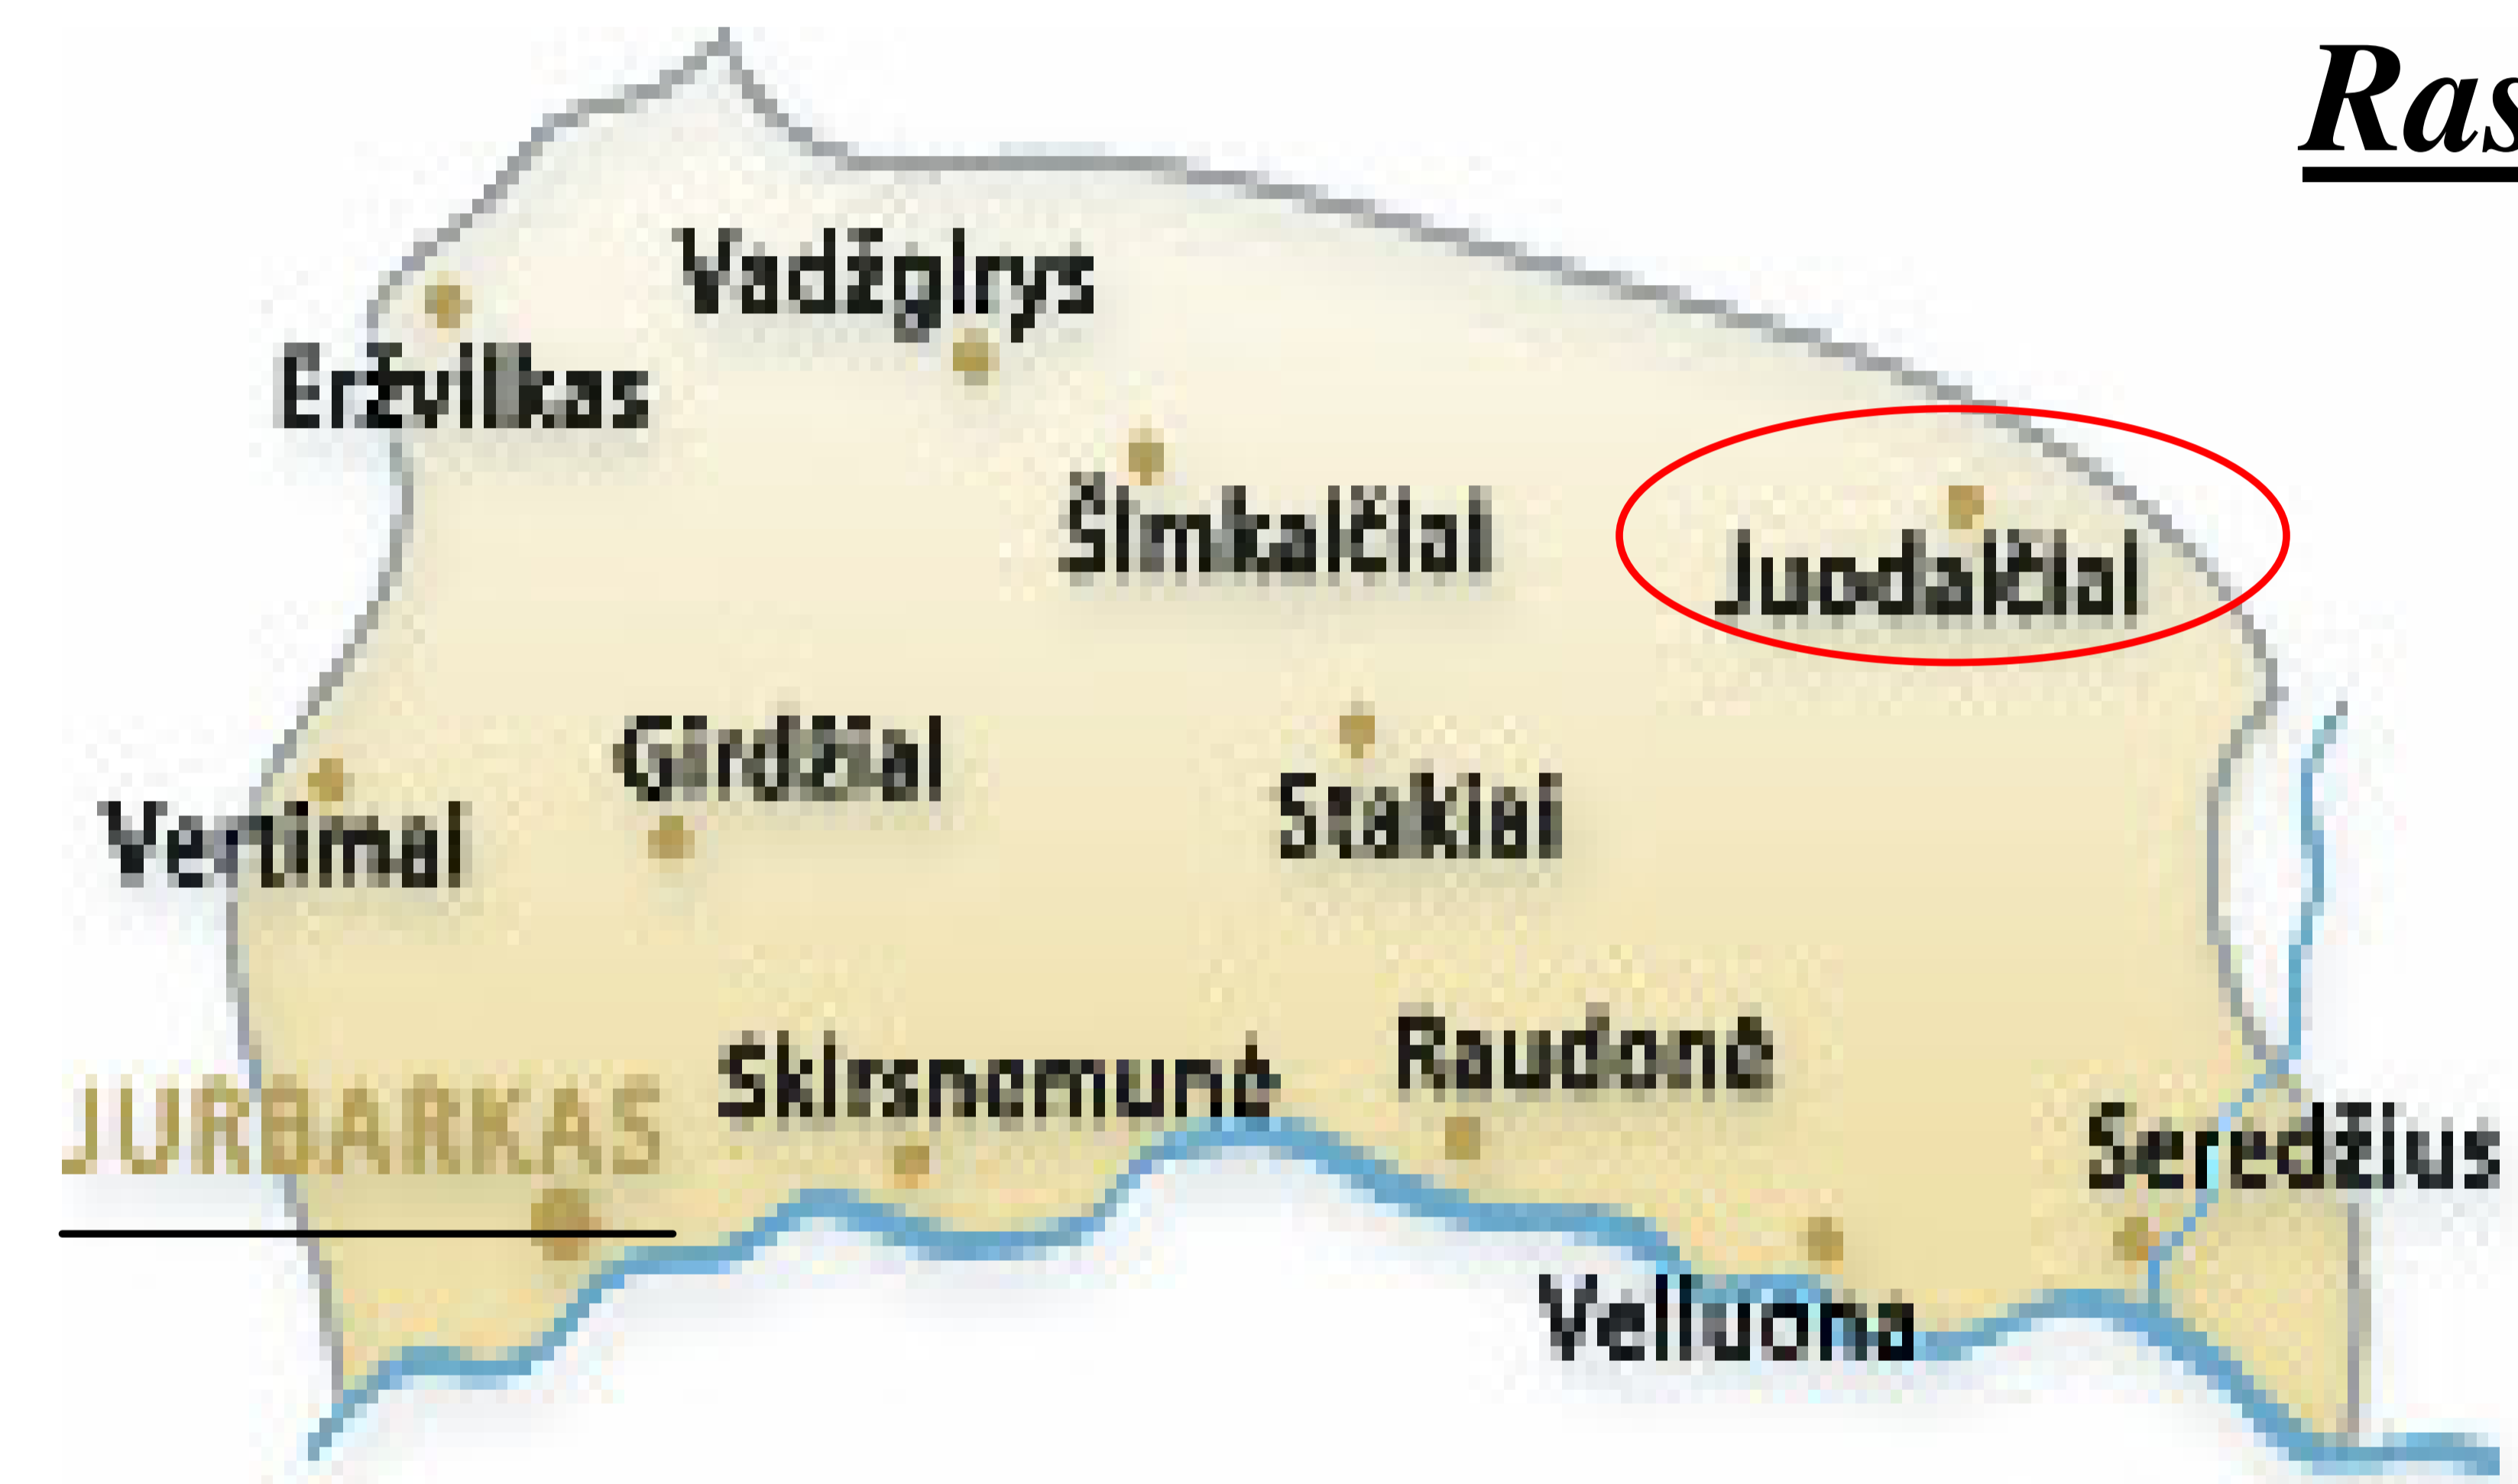 Ras
Vadžgirys
Eržvilkas
Šimkaičiai
Juodaičiai
Girdžiai
Stakiai
Vertimai
Raudonė
Skirsnemunė
JURBARKAS
Seredžius
Veliuona